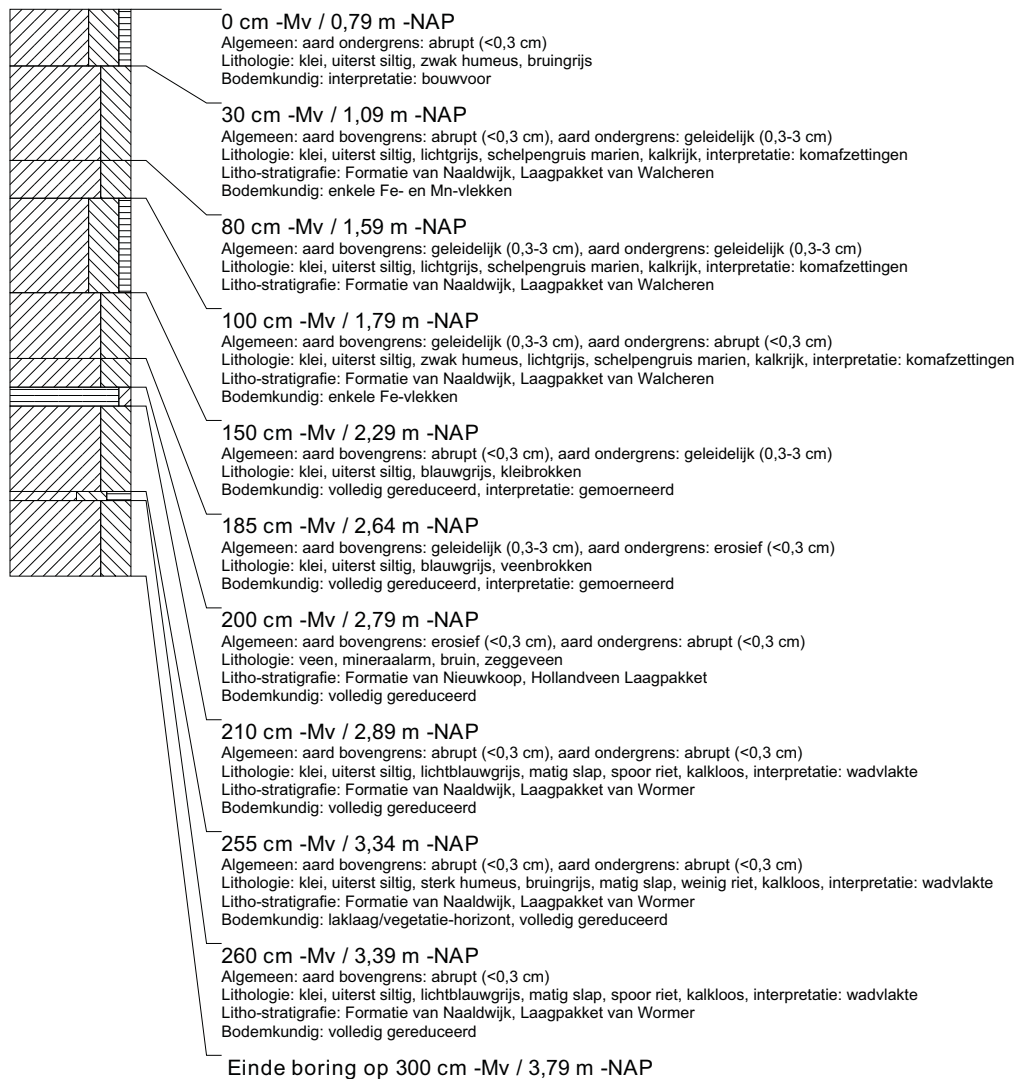 0 cm -Mv / 0,79 m -NAP
Algemeen: aard ondergrens: abrupt (<0,3 cm)
Lithologie: klei, uiterst siltig, zwak humeus, bruingrijs
Bodemkundig: interpretatie: bouwvoor
30 cm -Mv / 1,09 m -NAP
Algemeen: aard bovengrens: abrupt (<0,3 cm), aard ondergrens: geleidelijk (0,3-3 cm)
Lithologie: klei, uiterst siltig, lichtgrijs, schelpengruis marien, kalkrijk, interpretatie: komafzettingen
Litho-stratigrafie: Formatie van Naaldwijk, Laagpakket van Walcheren
Bodemkundig: enkele Fe- en Mn-vlekken
80 cm -Mv / 1,59 m -NAP
Algemeen: aard bovengrens: geleidelijk (0,3-3 cm), aard ondergrens: geleidelijk (0,3-3 cm)
Lithologie: klei, uiterst siltig, lichtgrijs, schelpengruis marien, kalkrijk, interpretatie: komafzettingen
Litho-stratigrafie: Formatie van Naaldwijk, Laagpakket van Walcheren
100 cm -Mv / 1,79 m -NAP
Algemeen: aard bovengrens: geleidelijk (0,3-3 cm), aard ondergrens: abrupt (<0,3 cm)
Lithologie: klei, uiterst siltig, zwak humeus, lichtgrijs, schelpengruis marien, kalkrijk, interpretatie: komafzettingen
Litho-stratigrafie: Formatie van Naaldwijk, Laagpakket van Walcheren
Bodemkundig: enkele Fe-vlekken
150 cm -Mv / 2,29 m -NAP
Algemeen: aard bovengrens: abrupt (<0,3 cm), aard ondergrens: geleidelijk (0,3-3 cm)
Lithologie: klei, uiterst siltig, blauwgrijs, kleibrokken
Bodemkundig: volledig gereduceerd, interpretatie: gemoerneerd
185 cm -Mv / 2,64 m -NAP
Algemeen: aard bovengrens: geleidelijk (0,3-3 cm), aard ondergrens: erosief (<0,3 cm)
Lithologie: klei, uiterst siltig, blauwgrijs, veenbrokken
Bodemkundig: volledig gereduceerd, interpretatie: gemoerneerd
200 cm -Mv / 2,79 m -NAP
Algemeen: aard bovengrens: erosief (<0,3 cm), aard ondergrens: abrupt (<0,3 cm)
Lithologie: veen, mineraalarm, bruin, zeggeveen
Litho-stratigrafie: Formatie van Nieuwkoop, Hollandveen Laagpakket
Bodemkundig: volledig gereduceerd
210 cm -Mv / 2,89 m -NAP
Algemeen: aard bovengrens: abrupt (<0,3 cm), aard ondergrens: abrupt (<0,3 cm)
Lithologie: klei, uiterst siltig, lichtblauwgrijs, matig slap, spoor riet, kalkloos, interpretatie: wadvlakte
Litho-stratigrafie: Formatie van Naaldwijk, Laagpakket van Wormer
Bodemkundig: volledig gereduceerd
255 cm -Mv / 3,34 m -NAP
Algemeen: aard bovengrens: abrupt (<0,3 cm), aard ondergrens: abrupt (<0,3 cm)
Lithologie: klei, uiterst siltig, sterk humeus, bruingrijs, matig slap, weinig riet, kalkloos, interpretatie: wadvlakte
Litho-stratigrafie: Formatie van Naaldwijk, Laagpakket van Wormer
Bodemkundig: laklaag/vegetatie-horizont, volledig gereduceerd
260 cm -Mv / 3,39 m -NAP
Algemeen: aard bovengrens: abrupt (<0,3 cm)
Lithologie: klei, uiterst siltig, lichtblauwgrijs, matig slap, spoor riet, kalkloos, interpretatie: wadvlakte
Litho-stratigrafie: Formatie van Naaldwijk, Laagpakket van Wormer
Bodemkundig: volledig gereduceerd
Einde boring op 300 cm -Mv / 3,79 m -NAP